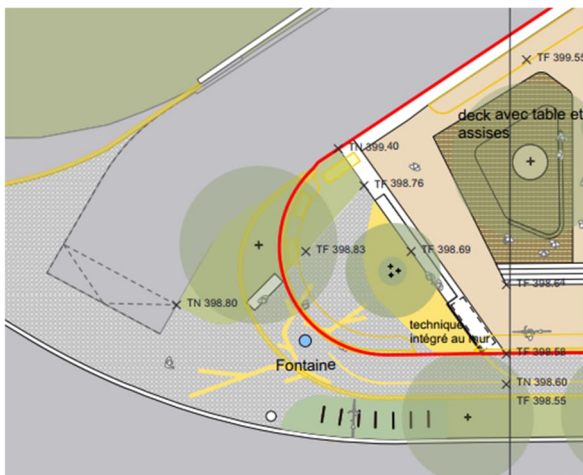 TF 399.55
deck avec table et
assises
TN 399.40
TF 398.76
TF 398.83
TF 398.69
TF 398.64
TN 398.80
technique
intégré au mur
TF 398.58
Fontaine
TN 398.60
TF 398.55